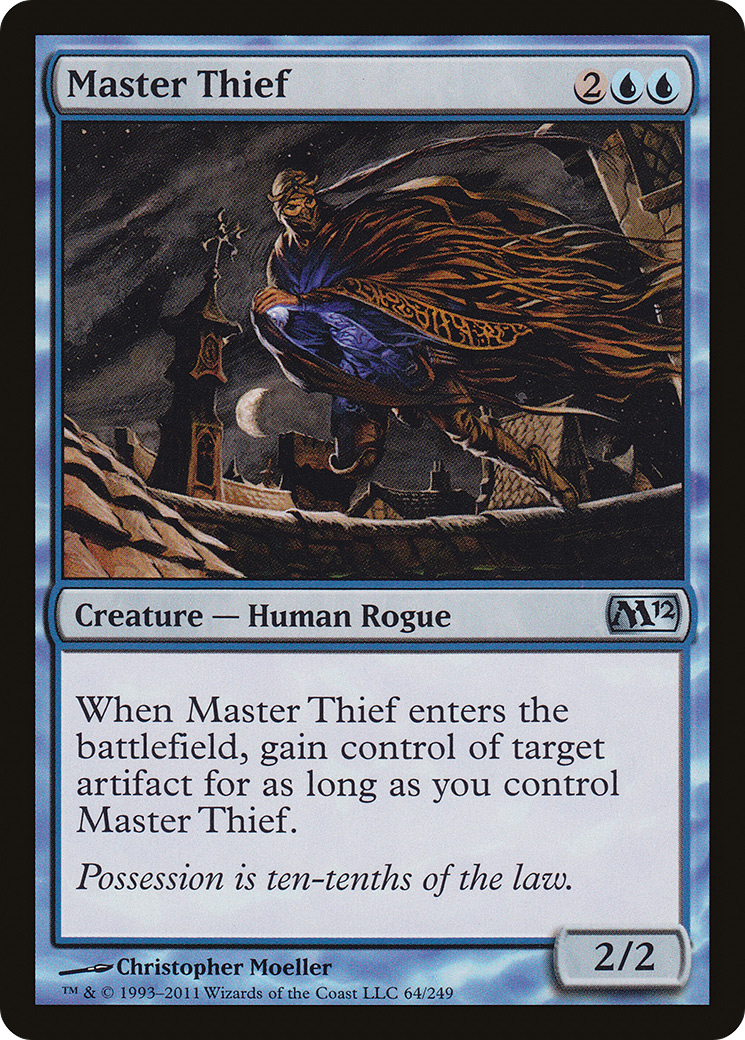 Master Thief 2
Creature — Human Rogue M12
When Master Thief enters the
battlefield, gain control of target
artifact for as long as you control
Master Thief.
Possession is ten-tenths of the law.
2/2
Christopher Moeller
™ & © 1993–2011 Wizards of the Coast LLC 64/249